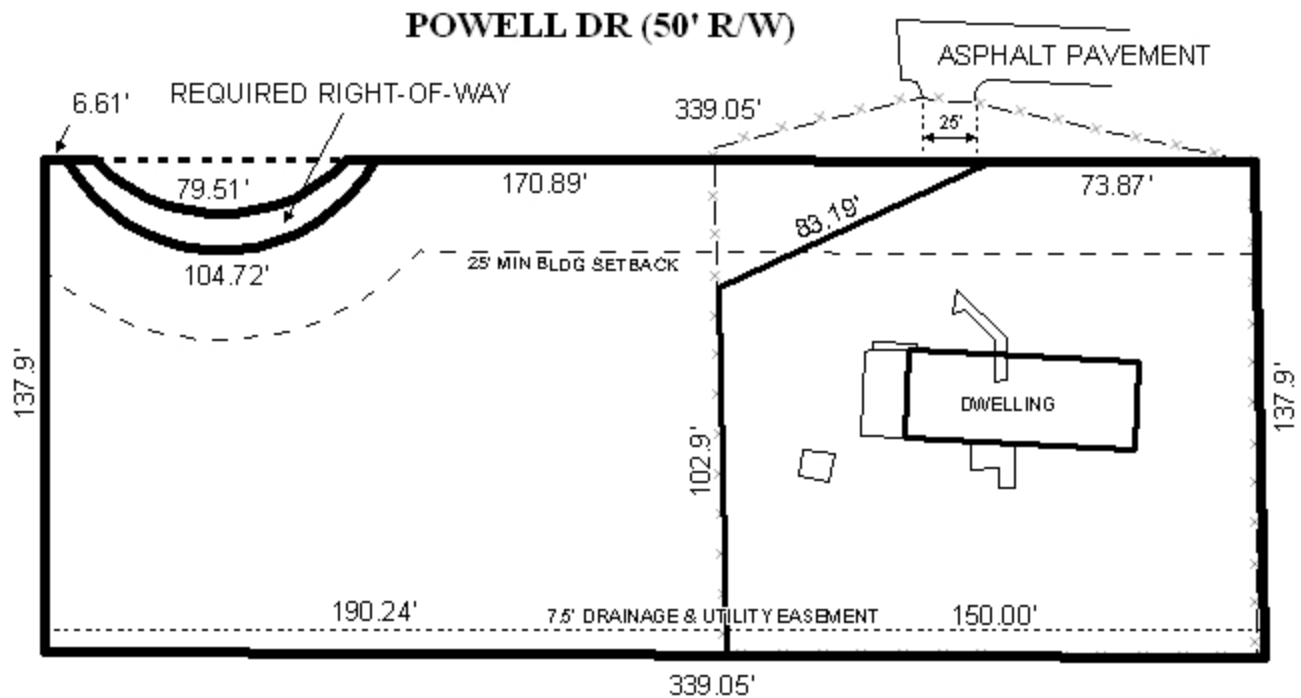 POWELL DR (50' R/W)
ASPHALT PAVEMENT
6.61'
REQUIRED RIGHT-OF-WAY
339.05'
25'
79.51'
170.89'
73.87'
83.19'
104.72'
25' MIN BLDG SETBACK
137.9'
137.9'
DWELLING
102.9'
190.24'
7.5' DRAINAGE & UTILITY EASEMENT
150.00'
339.05'